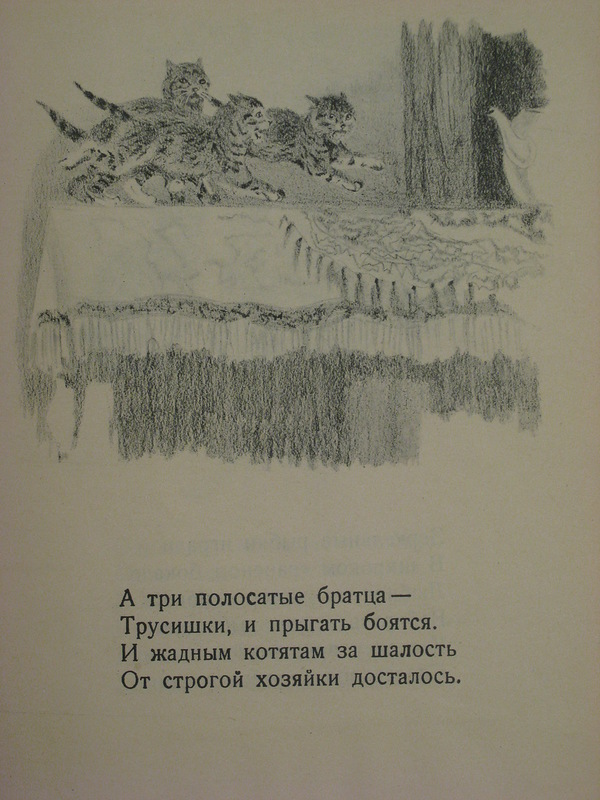 А три полосатые братца—
Трусишки, и прыгать боятся.
И жадным котятам за шалость
От строгой хозяйки досталось.